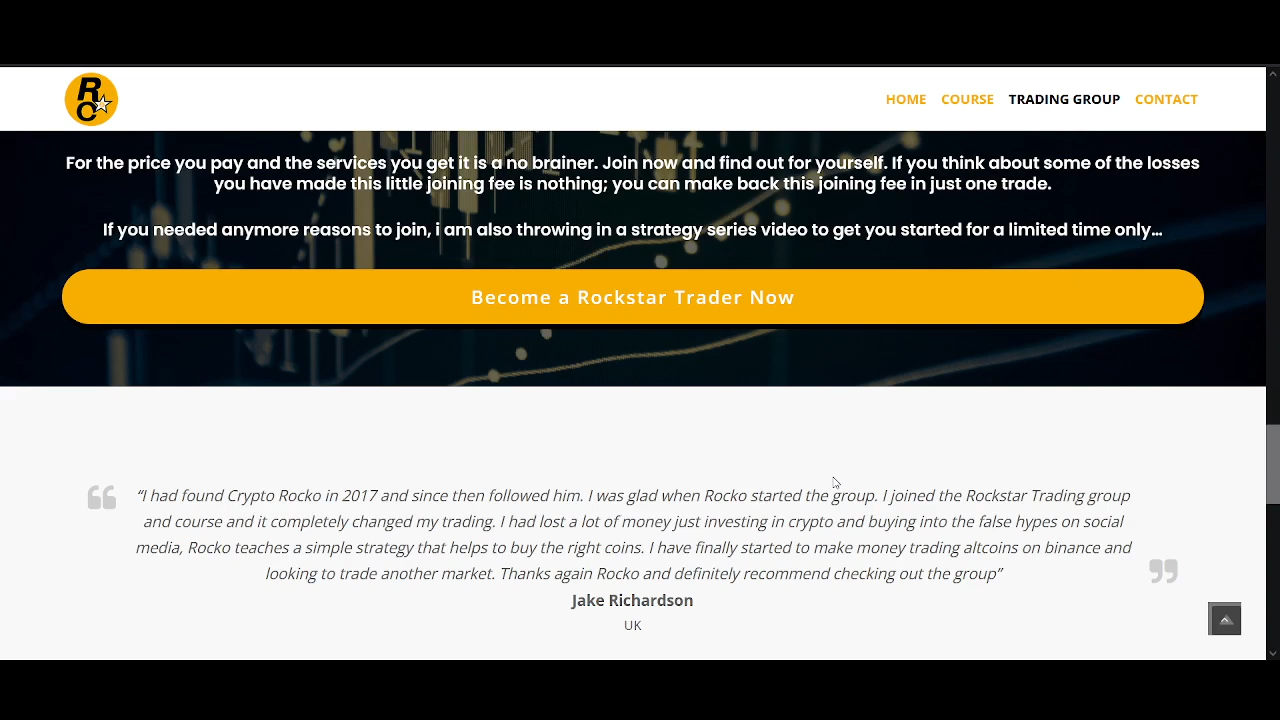 R
C
HOME COURSE TRADING GROUP CONTACT
For the price you pay and the services you get it is a no brainer. Join now and find out for yourself. If you think about some of the losses
you have made this little joining fee is nothing; you can make back this joining fee in just one trade.
If you needed anymore reasons to join, i am also throwing in a strategy series video to get you started for a limited time only...
Become a Rockstar Trader Now
“I had found Crypto Rocko in 2017 and since then followed him. I was glad when Rocko started the group. I joined the Rockstar Trading group
and course and it completely changed my trading. I had lost a lot of money just investing in crypto and buying into the false hypes on social
media, Rocko teaches a simple strategy that helps to buy the right coins. I have finally started to make money trading altcoins on binance and
looking to trade another market. Thanks again Rocko and definitely recommend checking out the group”
Jake Richardson
UK